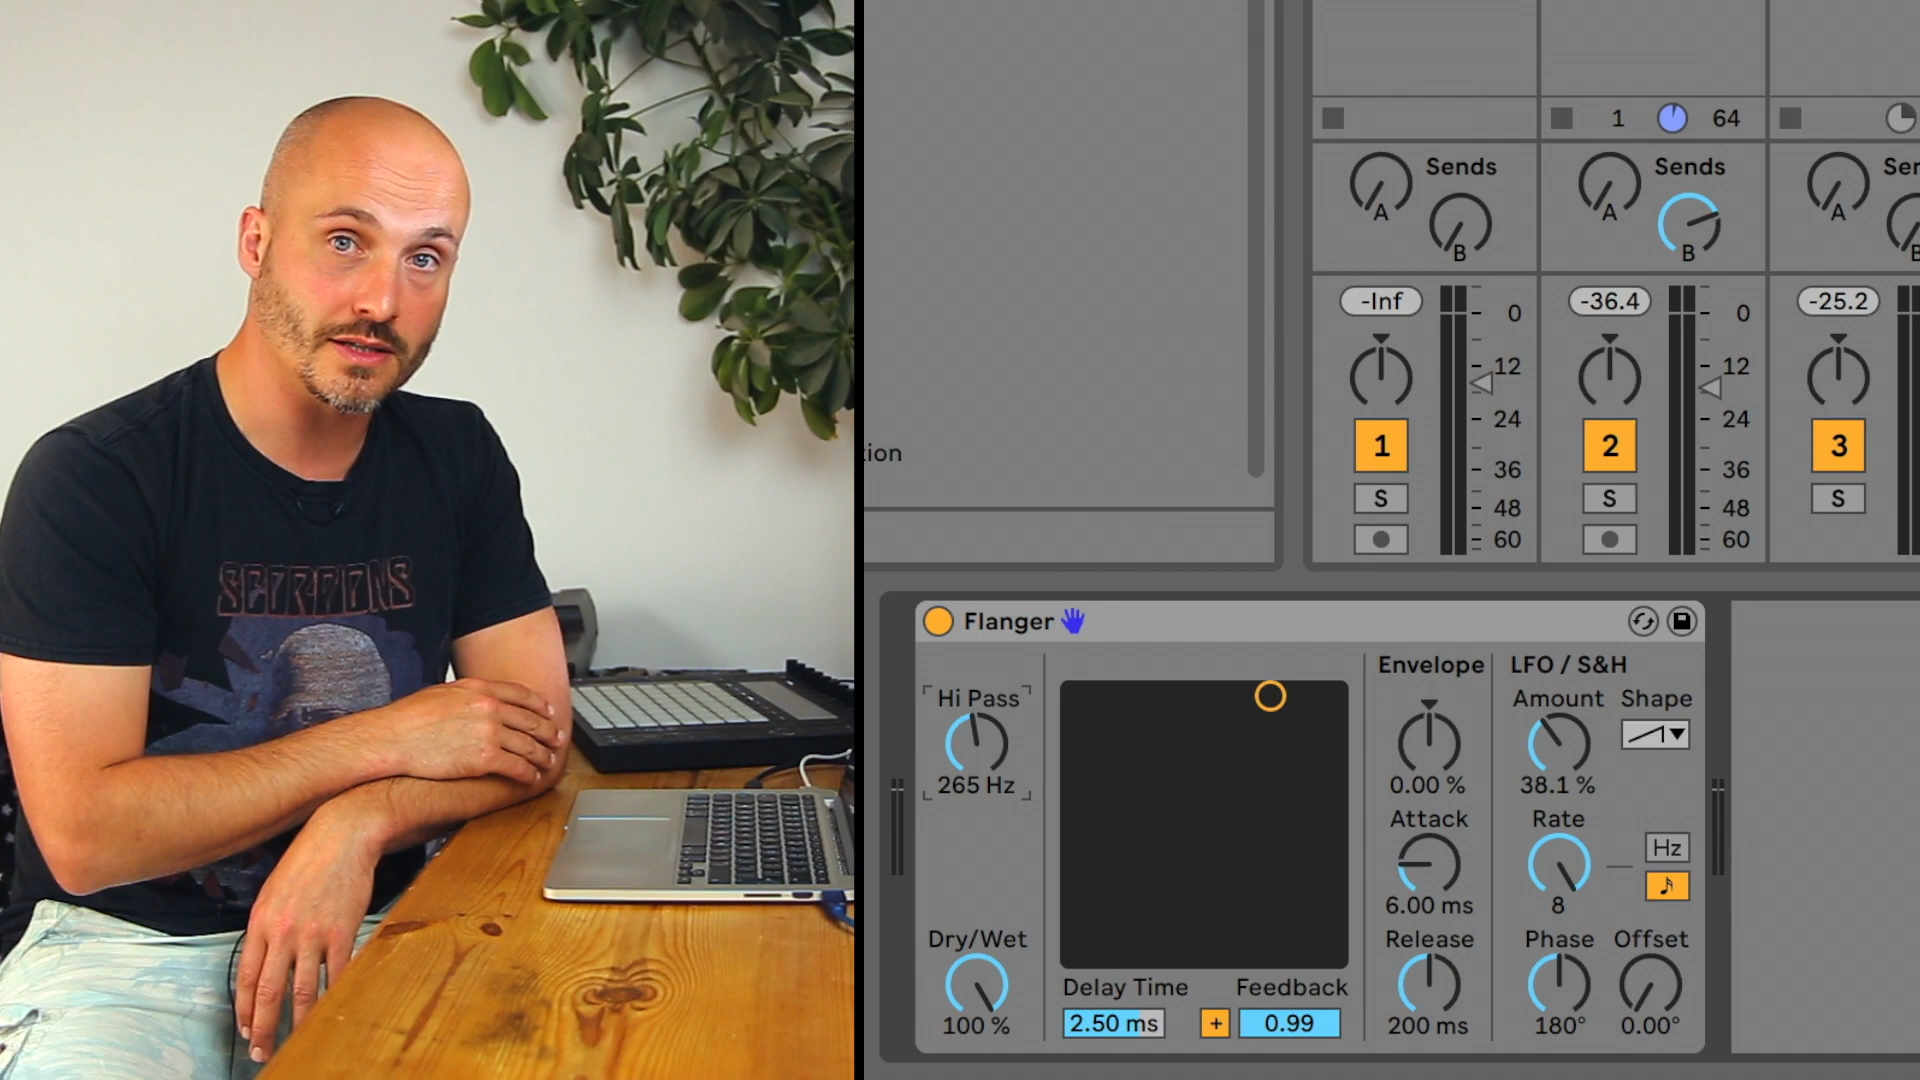 SCORPIONS
tion
1 64
Sends
A
B
Sends
A
B
Sen
A
B
-Inf
0
12
24
36
48
60
1
S
-36.4
0
12
24
36
48
60
2
S
-25.2
3
S
Flanger
Hi Pass
265 Hz
Dry/Wet
100 %
Delay Time
2.50 ms
+
Feedback
0.99
Envelope
0.00 %
Attack
6.00 ms
Release
200 ms
LFO / S&H
Amount
38.1 %
Shape
Rate
8
Hz
Phase
180°
Offset
0.00°